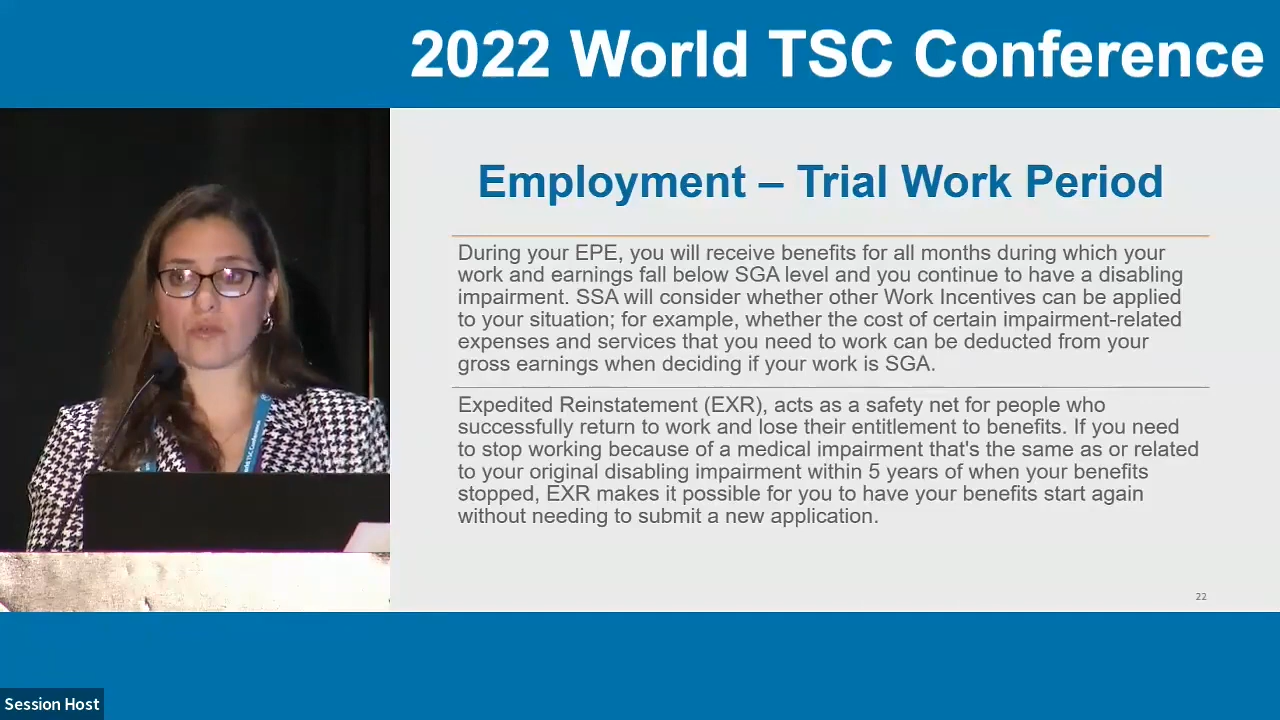 2022 World TSC Conference
Employment – Trial Work Period
During your EPE, you will receive benefits for all months during which your
work and earnings fall below SGA level and you continue to have a disabling
impairment. SSA will consider whether other Work Incentives can be applied
to your situation; for example, whether the cost of certain impairment-related
expenses and services that you need to work can be deducted from your
gross earnings when deciding if your work is SGA.
Expedited Reinstatement (EXR), acts as a safety net for people who
successfully return to work and lose their entitlement to benefits. If you need
to stop working because of a medical impairment that's the same as or related
to your original disabling impairment within 5 years of when your benefits
stopped, EXR makes it possible for you to have your benefits start again
without needing to submit a new application.
22
Session Host